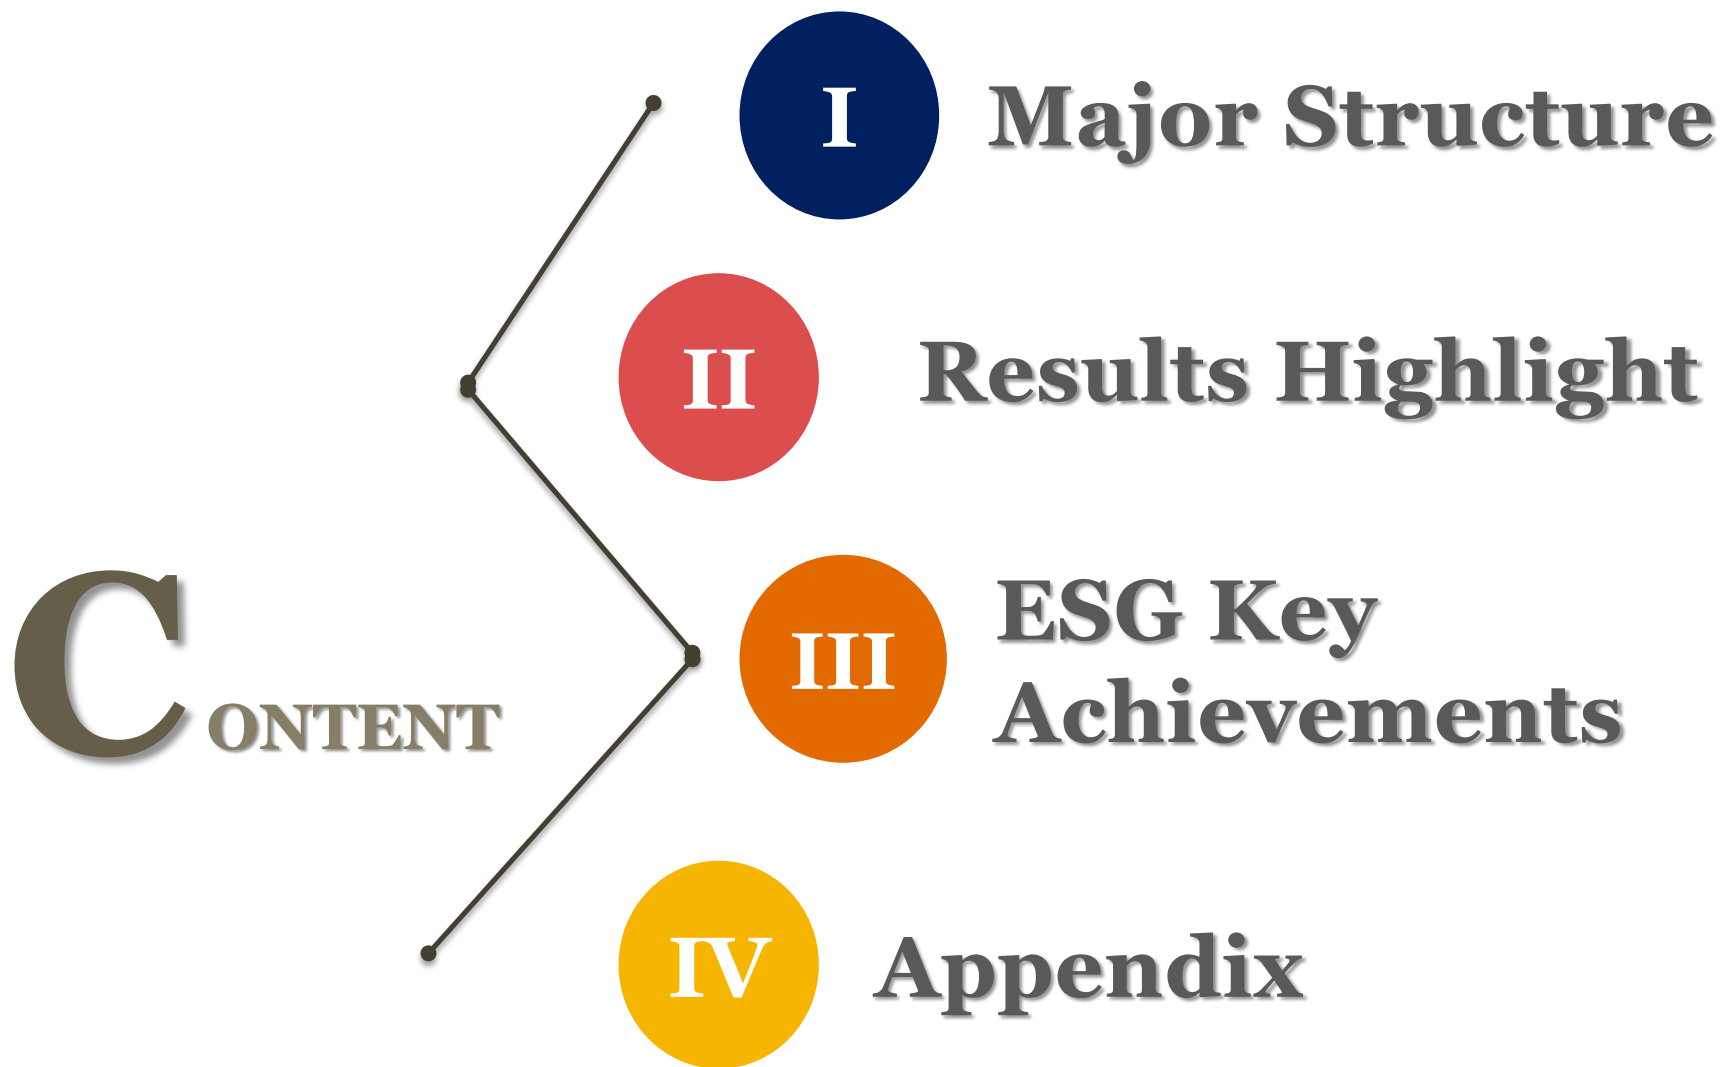 I
Major Structure
II
Results Highlight
III
ESG Key
Achievements
CONTENT
IV
Appendix